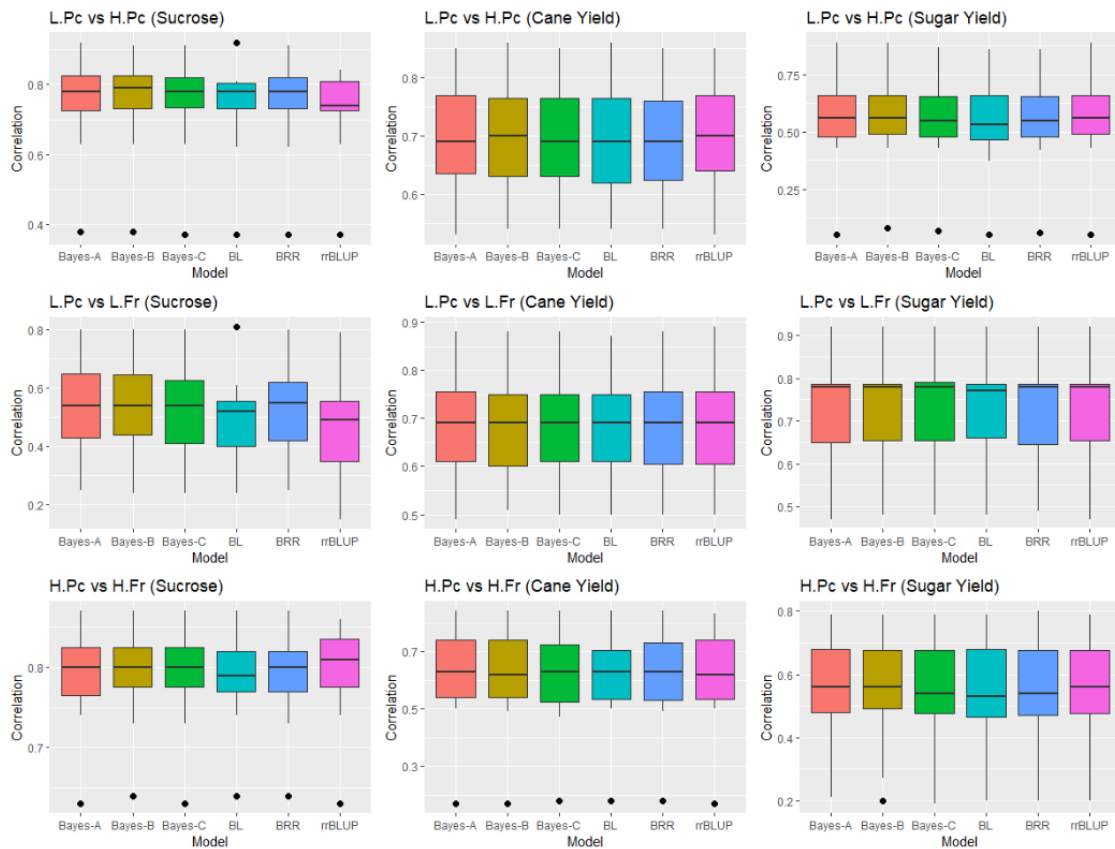 L.Pc vs H.Pc (Sucrose)
0.8
0.6
0.4
Correlation
Bayes-A Bayes-B Bayes-C BL BRR rrBLUP
Model
L.Pc vs H.Pc (Cane Yield)
0.8
0.7
0.6
Correlation
Bayes-A Bayes-B Bayes-C BL BRR rrBLUP
Model
L.Pc vs H.Pc (Sugar Yield)
0.75
0.50
0.25
Correlation
Bayes-A Bayes-B Bayes-C BL BRR rrBLUP
Model
L.Pc vs L.Fr (Sucrose)
0.8
0.6
0.4
0.2
Correlation
Bayes-A Bayes-B Bayes-C BL BRR rrBLUP
Model
L.Pc vs L.Fr (Cane Yield)
0.9
0.8
0.7
0.6
0.5
Correlation
Bayes-A Bayes-B Bayes-C BL BRR rrBLUP
Model
L.Pc vs L.Fr (Sugar Yield)
0.9
0.8
0.7
0.6
0.5
Correlation
Bayes-A Bayes-B Bayes-C BL BRR rrBLUP
Model
H.Pc vs H.Fr (Sucrose)
0.8
0.7
Correlation
Bayes-A Bayes-B Bayes-C BL BRR rrBLUP
Model
H.Pc vs H.Fr (Cane Yield)
0.7
0.5
0.3
Correlation
Bayes-A Bayes-B Bayes-C BL BRR rrBLUP
Model
H.Pc vs H.Fr (Sugar Yield)
0.8
0.6
0.4
0.2
Correlation
Bayes-A Bayes-B Bayes-C BL BRR rrBLUP
Model